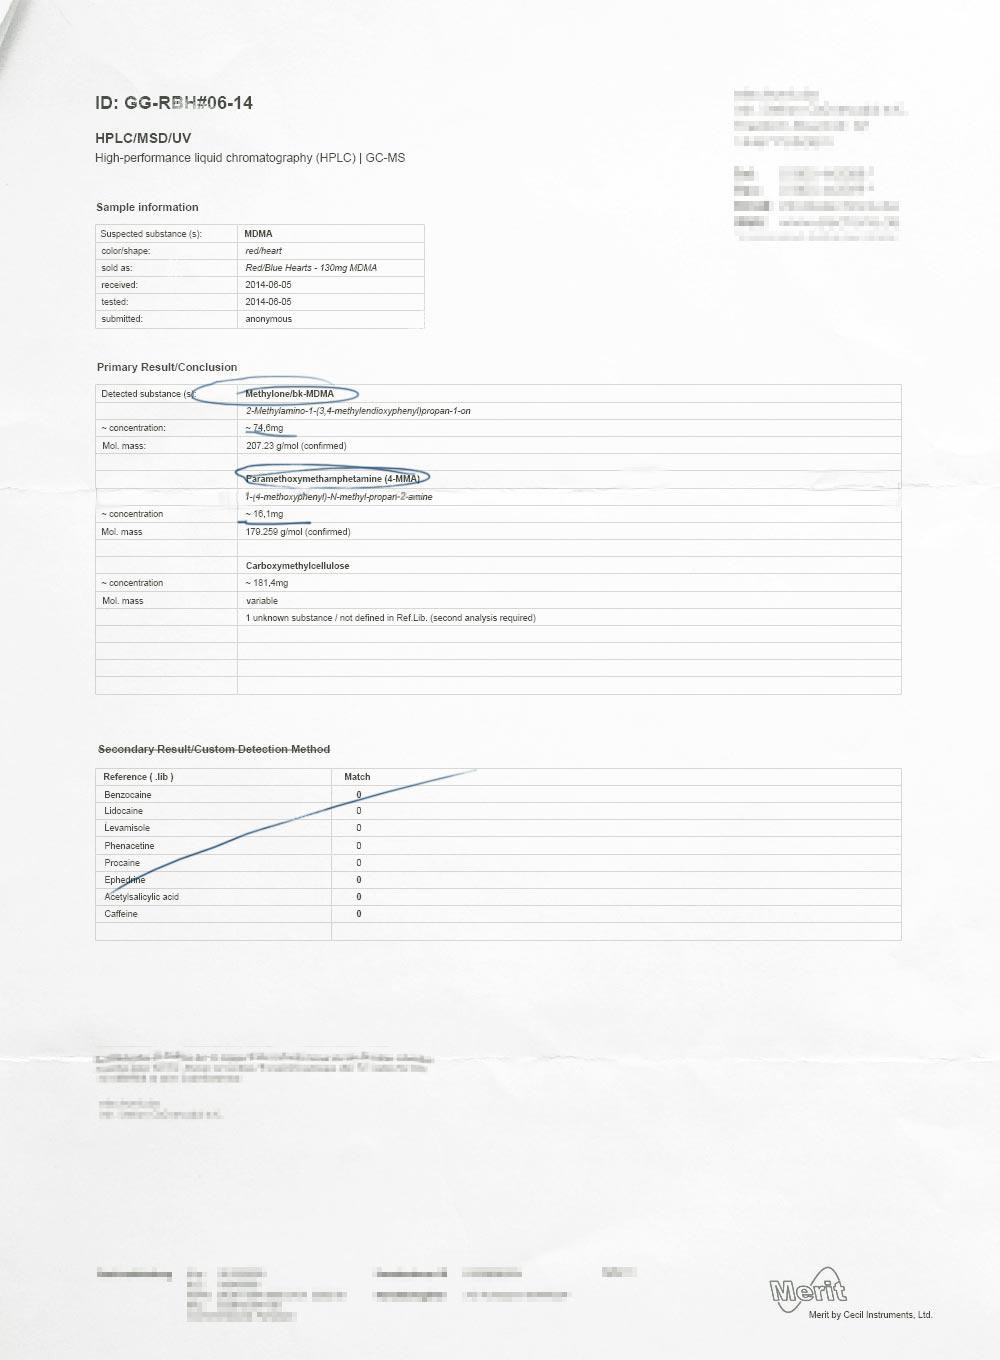 ID: GG-RBH#06-14
HPLC/MSD/UV
High-performance liquid chromatography (HPLC) | GC-MS
Sample information
Suspected substance (s): MDMA
color/shape: red/heart
sold as: Red/Blue Hearts - 130mg MDMA
received: 2014-06-05
tested: 2014-06-05
submitted: anonymous
Primary Result/Conclusion
Detected substance (s): Methylone/bk-MDMA
2-Methylamino-1-(3,4-methylendioxyphenyl)propan-1-on
~ concentration: ~ 74,6mg
Mol. mass: 207.23 g/mol (confirmed)
Paramethoxymethamphetamine (4-MMA)
1-(4-methoxyphenyl)-N-methyl-propan-2-amine
~ concentration ~ 16,1mg
Mol. mass 179.259 g/mol (confirmed)
Carboxymethylcellulose
~ concentration ~ 181,4mg
Mol. mass variable
1 unknown substance / not defined in Ref.Lib. (second analysis required)
Secondary Result/Custom Detection Method
Reference ( .lib ) Match
Benzocaine 0
Lidocaine 0
Levamisole 0
Phenacetine 0
Procaine 0
Ephedrine 0
Acetylsalicylic acid 0
Caffeine 0
Merit
Merit by Cecil Instruments, Ltd.